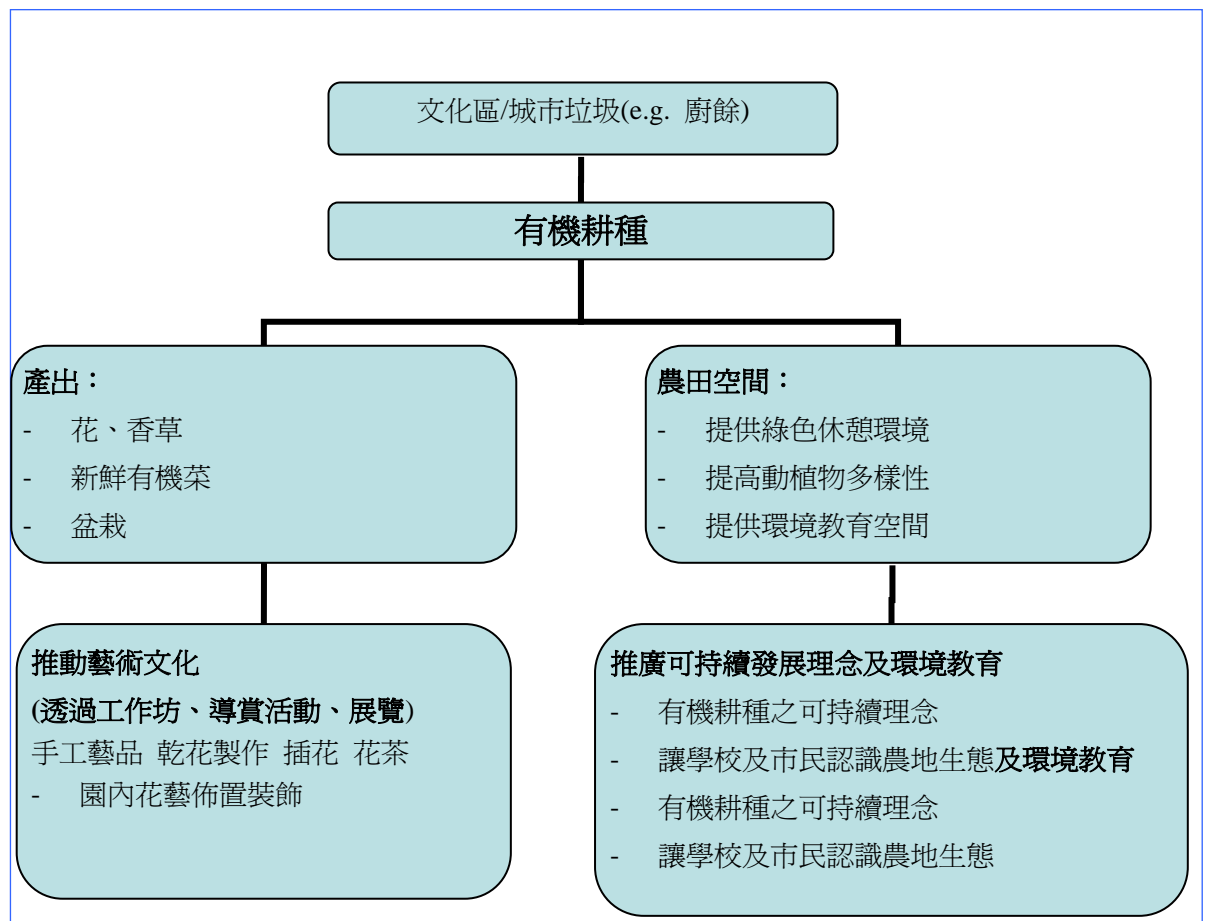 文化區/城市垃圾(e.g. 廚餘)
有機耕種
產出：
- 花、香草
- 新鮮有機菜
- 盆栽
農田空間：
- 提供綠色休憩環境
- 提高動植物多樣性
- 提供環境教育空間
推動藝術文化
(透過工作坊、導賞活動、展覽)
手工藝品 乾花製作 插花 花茶
- 園內花藝佈置裝飾
推廣可持續發展理念及環境教育
- 有機耕種之可持續理念
- 讓學校及市民認識農地生態及環境教育
- 有機耕種之可持續理念
- 讓學校及市民認識農地生態